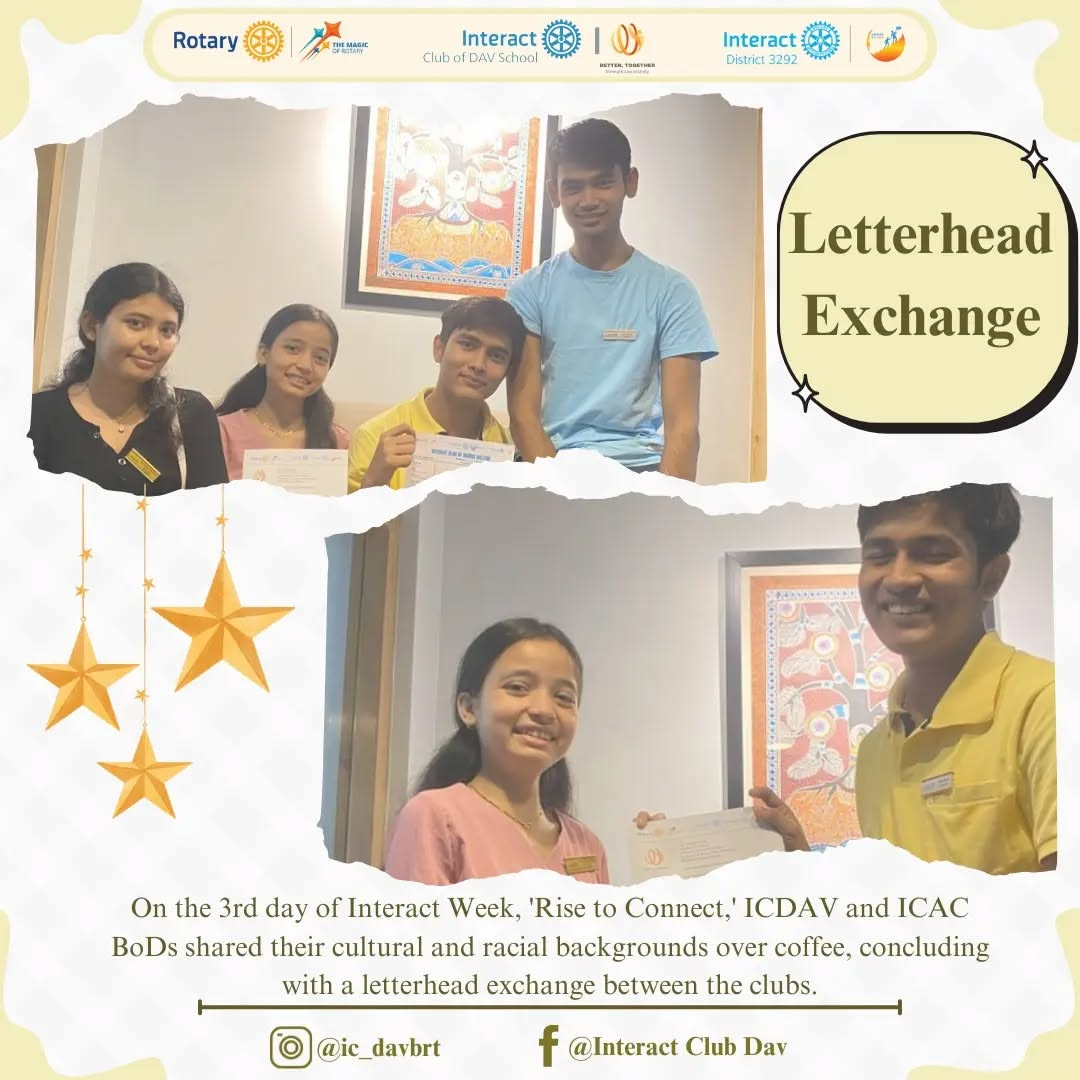 Rotary
THE MAGIC
OF ROTARY
Interact
Club of DAV School
BETTER, TOGETHER
Interact
District 3292
Letterhead
Exchange
On the 3rd day of Interact Week, 'Rise to Connect,' ICDAV and ICAC
BoDs shared their cultural and racial backgrounds over coffee, concluding
with a letterhead exchange between the clubs.
@ic_davbrt
@Interact Club Dav